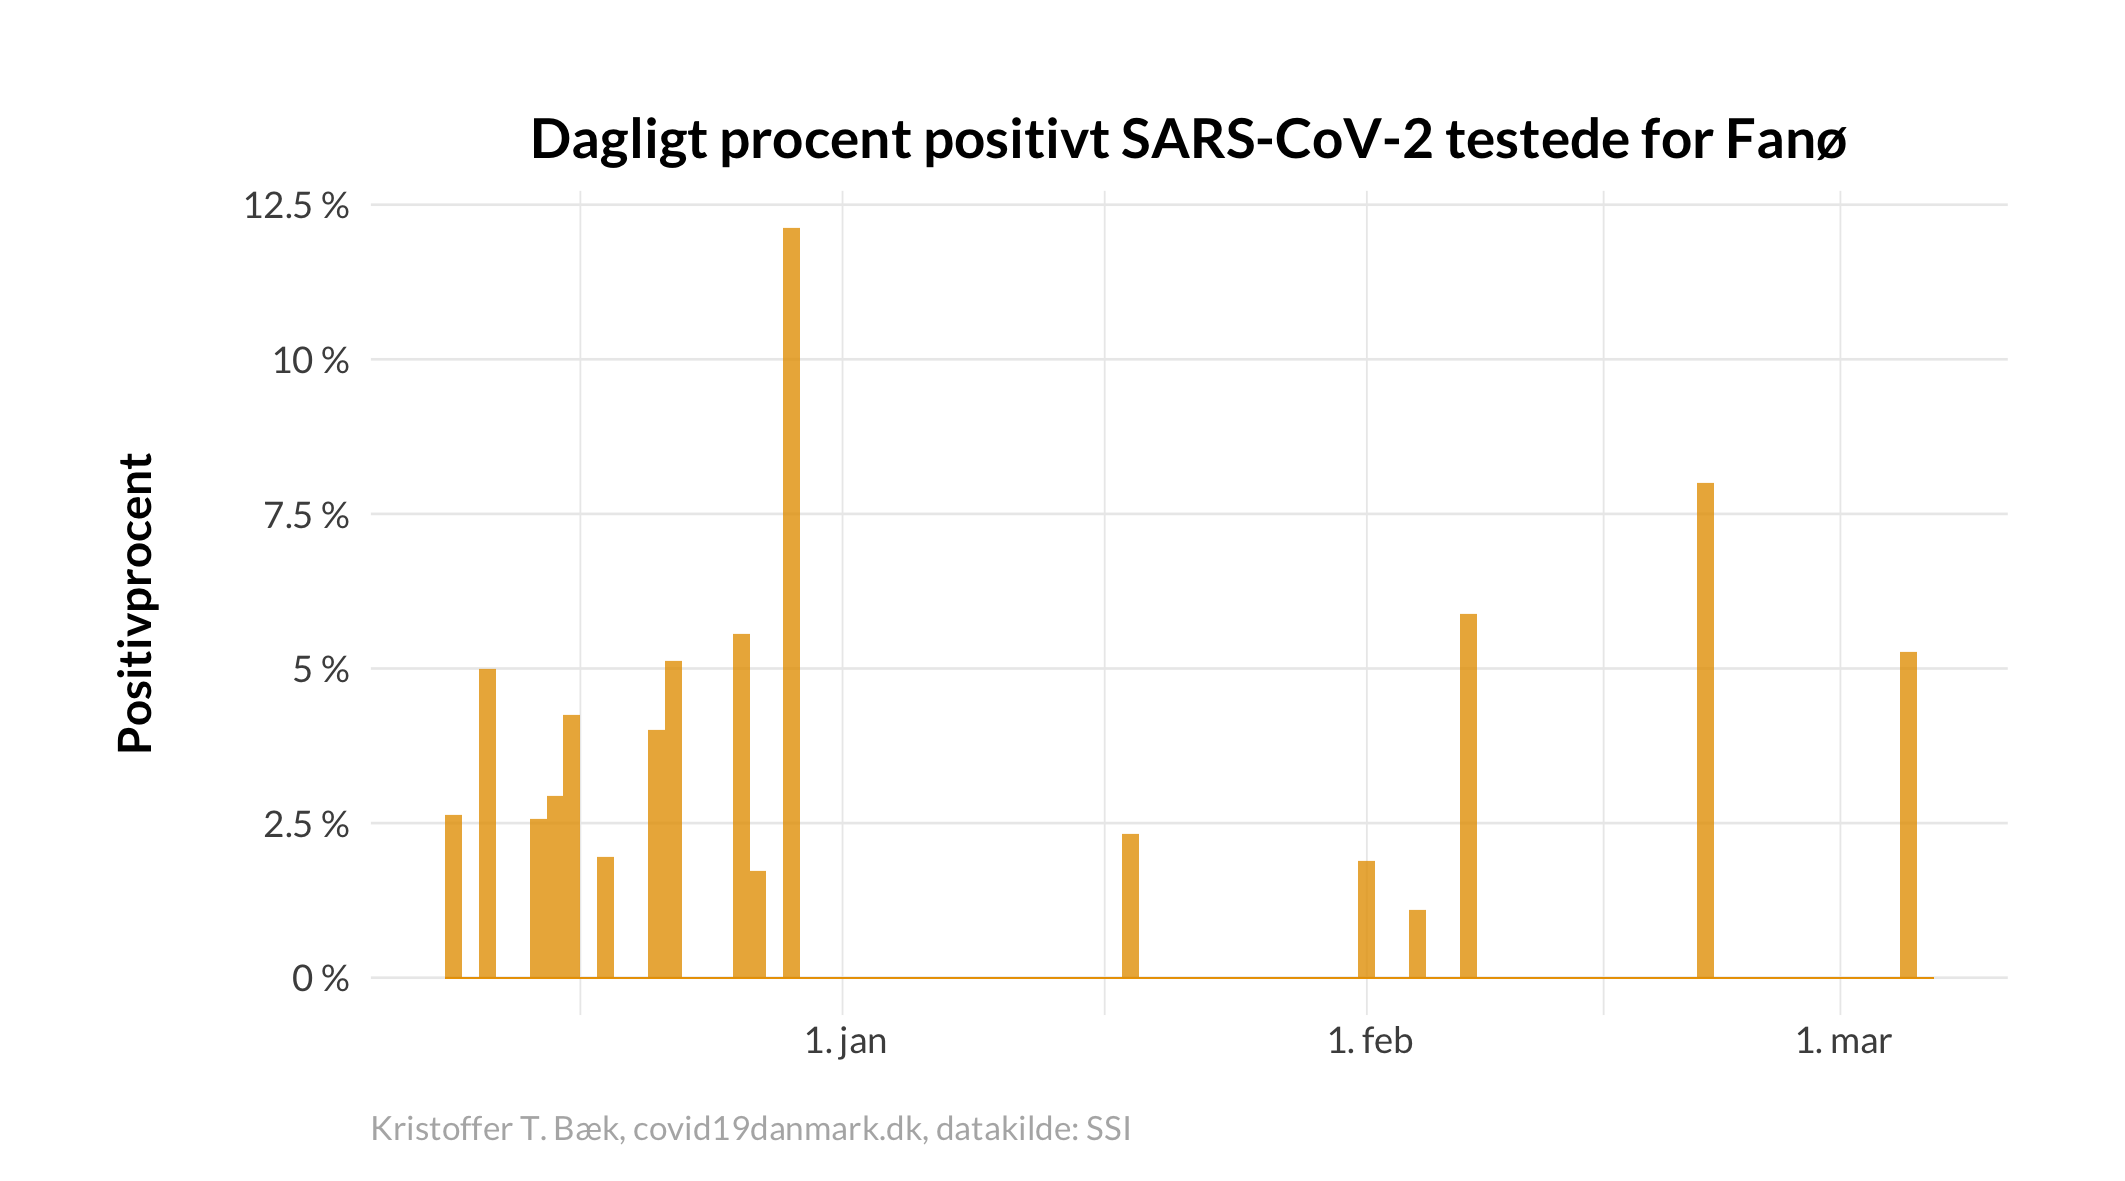 Dagligt procent positivt SARS-CoV-2 testede for Fanø
Positivprocent
12.5 %
10 %
7.5 %
5 %
2.5 %
0 %
1. jan
1. feb
1. mar
Kristoffer T. Bæk, covid19danmark.dk, datakilde: SSI